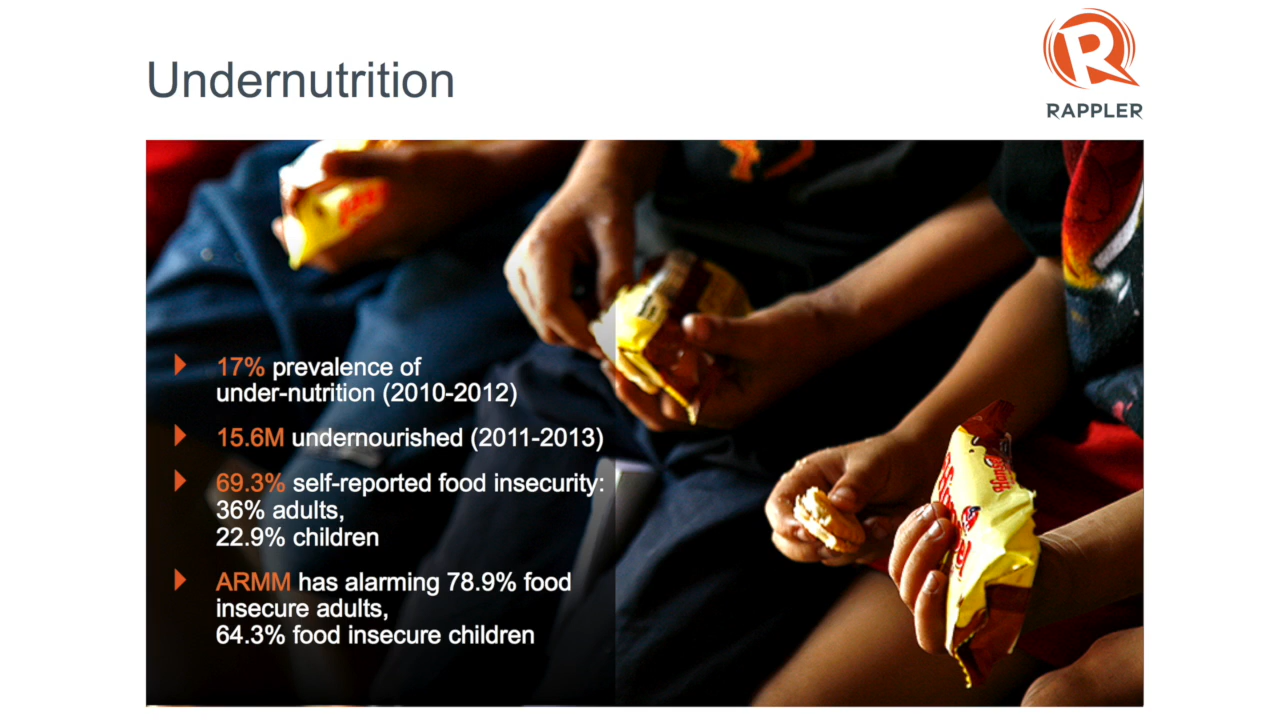 Undernutrition
RAPPLER
17% prevalence of
under-nutrition (2010-2012)
15.6M undernourished (2011-2013)
69.3% self-reported food insecurity:
36% adults,
22.9% children
ARMM has alarming 78.9% food
insecure adults,
64.3% food insecure children